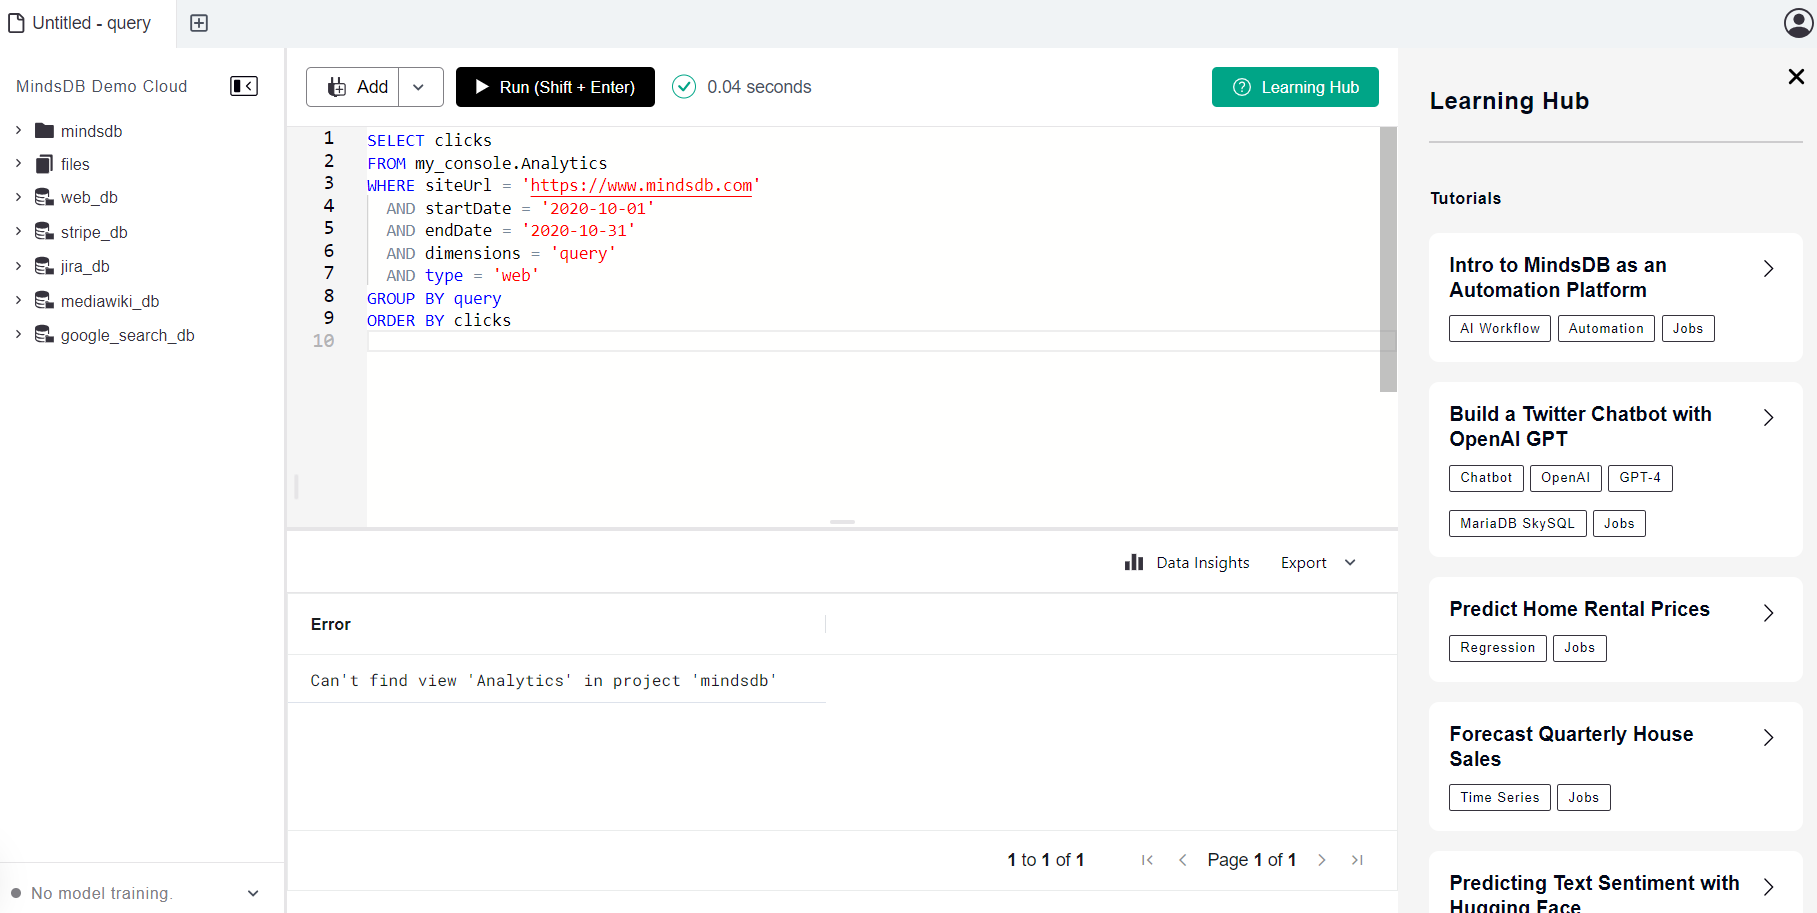 Untitled - query
MindsDB Demo Cloud
mindsdb
files
web_db
stripe_db
jira_db
mediawiki_db
google_search_db
No model training.
Add
Run (Shift + Enter)
0.04 seconds
Learning Hub
1 SELECT clicks
2 FROM my_console.Analytics
3 WHERE siteUrl = 'https://www.mindsdb.com'
4 AND startDate = '2020-10-01'
5 AND endDate = '2020-10-31'
6 AND dimensions = 'query'
7 AND type = 'web'
8 GROUP BY query
9 ORDER BY clicks
10
Data Insights
Export
Error
Can't find view 'Analytics' in project 'mindsdb'
1 to 1 of 1
Page 1 of 1
Learning Hub
Tutorials
Intro to MindsDB as an
Automation Platform
AI Workflow Automation Jobs
Build a Twitter Chatbot with
OpenAI GPT
Chatbot OpenAI GPT-4
MariaDB SkySQL Jobs
Predict Home Rental Prices
Regression Jobs
Forecast Quarterly House
Sales
Time Series Jobs
Predicting Text Sentiment with
Hugging Face